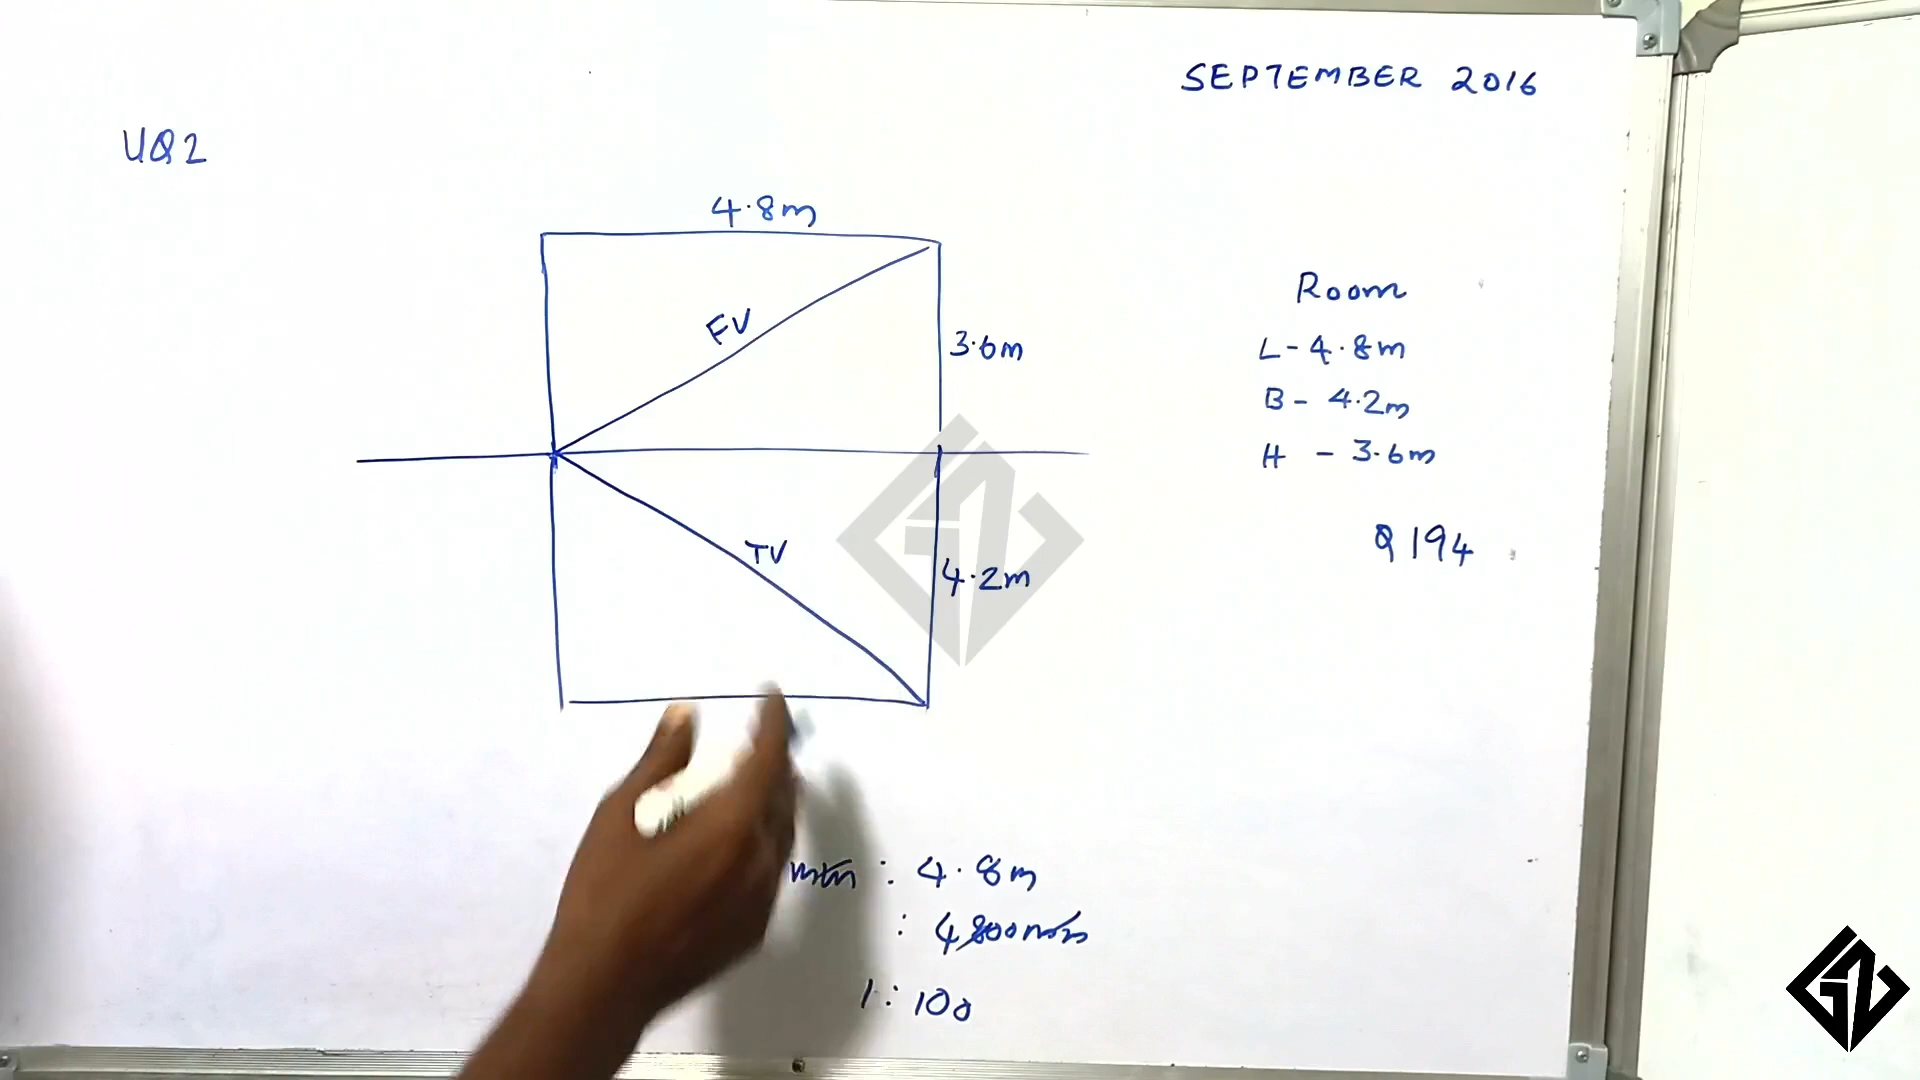 SEPTEMBER 2016
UQ2
4.8m
FV
3.6m
TV
4.2m
Room
L - 4.8m
B - 4.2m
H - 3.6m
Q 194
mm : 4.8m
: 4800mm
1 : 100